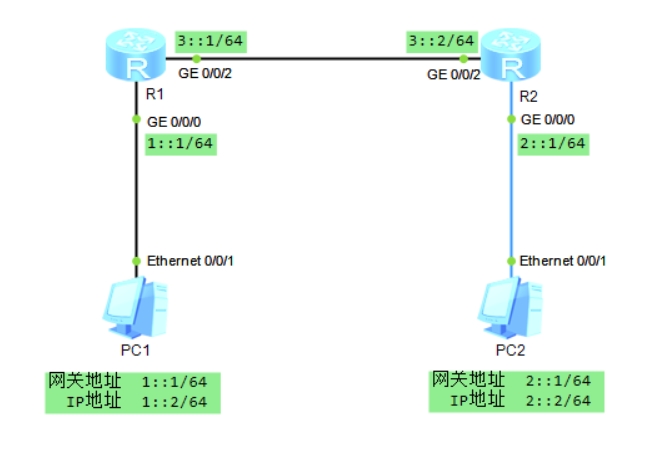 3::1/64
3::2/64
R
R
GE 0/0/2
GE 0/0/2
R1
R2
GE 0/0/0
GE 0/0/0
1::1/64
2::1/64
Ethernet 0/0/1
Ethernet 0/0/1
PC1
PC2
网关地址 1::1/64
IP地址 1::2/64
网关地址 2::1/64
IP地址 2::2/64